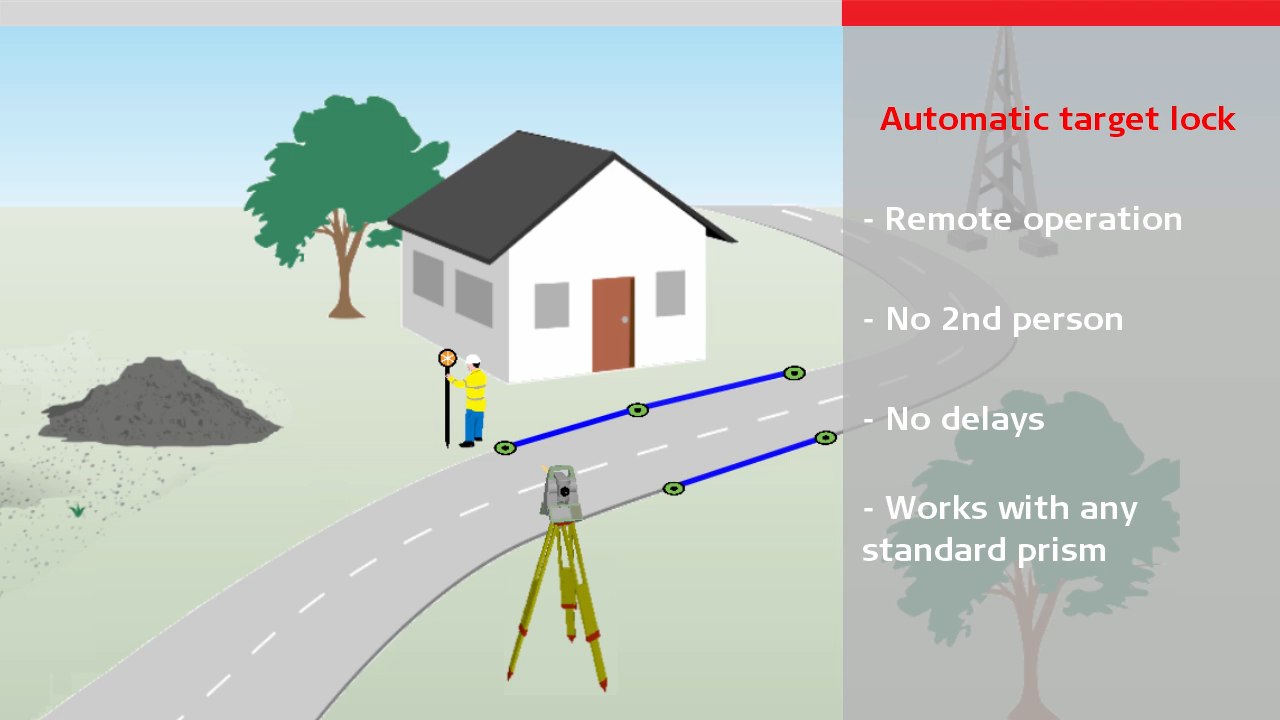 Automatic target lock
- Remote operation
- No 2nd person
- No delays
- Works with any
standard prism